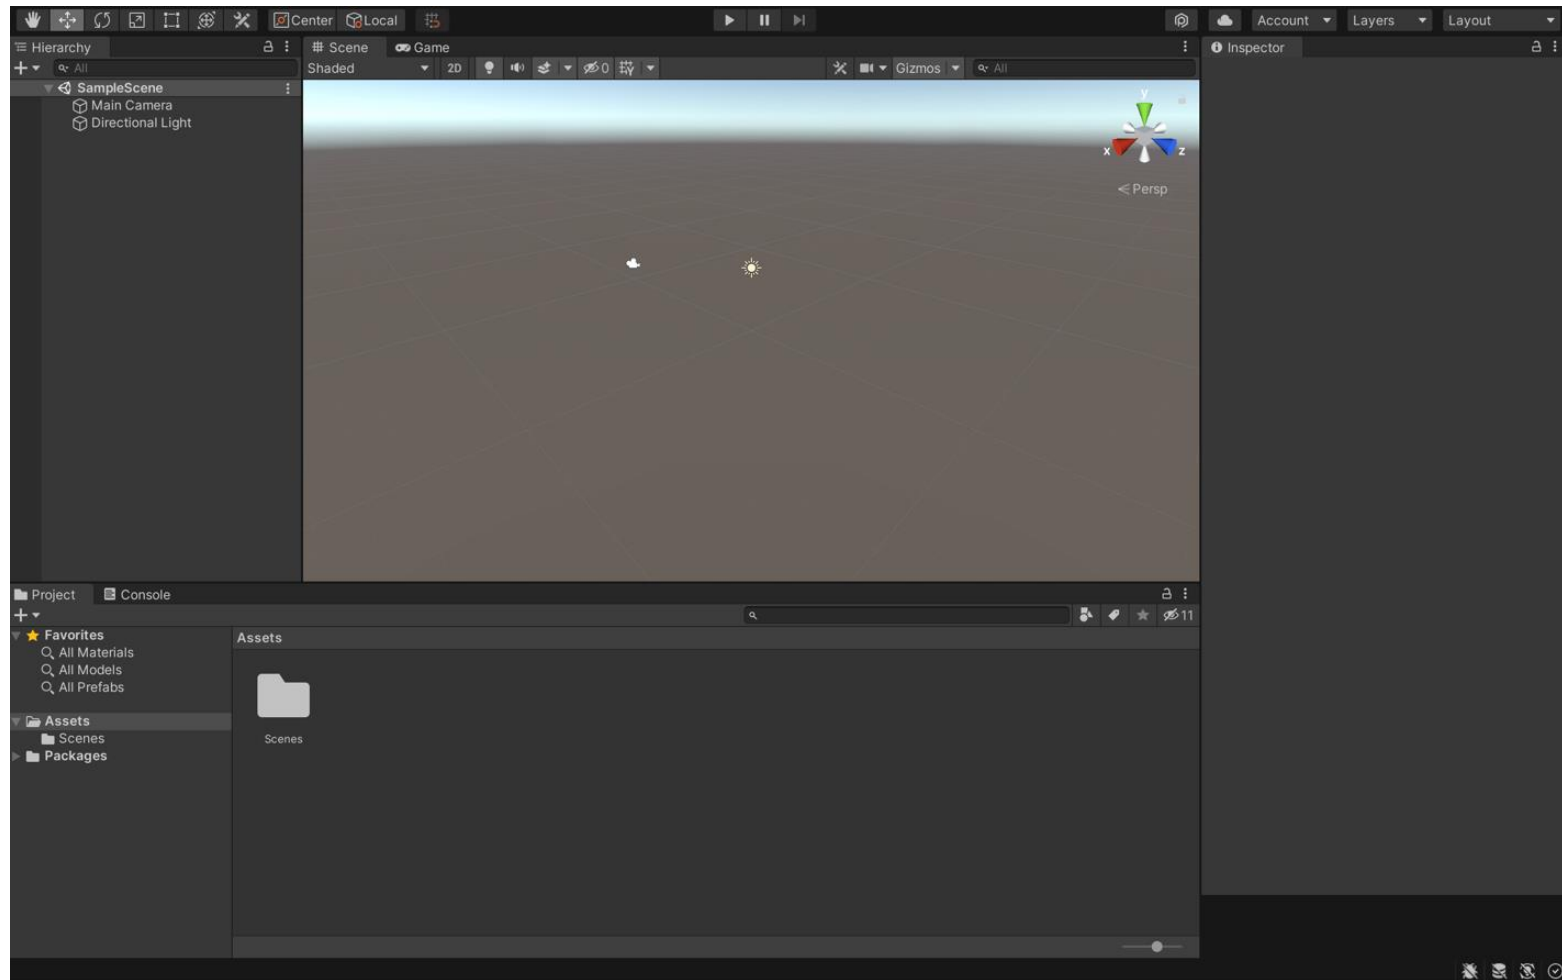 Center Local Account Layers Layout
Hierarchy
All
SampleScene
Main Camera
Directional Light
Scene Game
Shaded 2D 0 Gizmos All
y
x z
Persp
Inspector
Project Console
11
Favorites
All Materials
All Models
All Prefabs
Assets
Scenes
Packages
Assets
Scenes